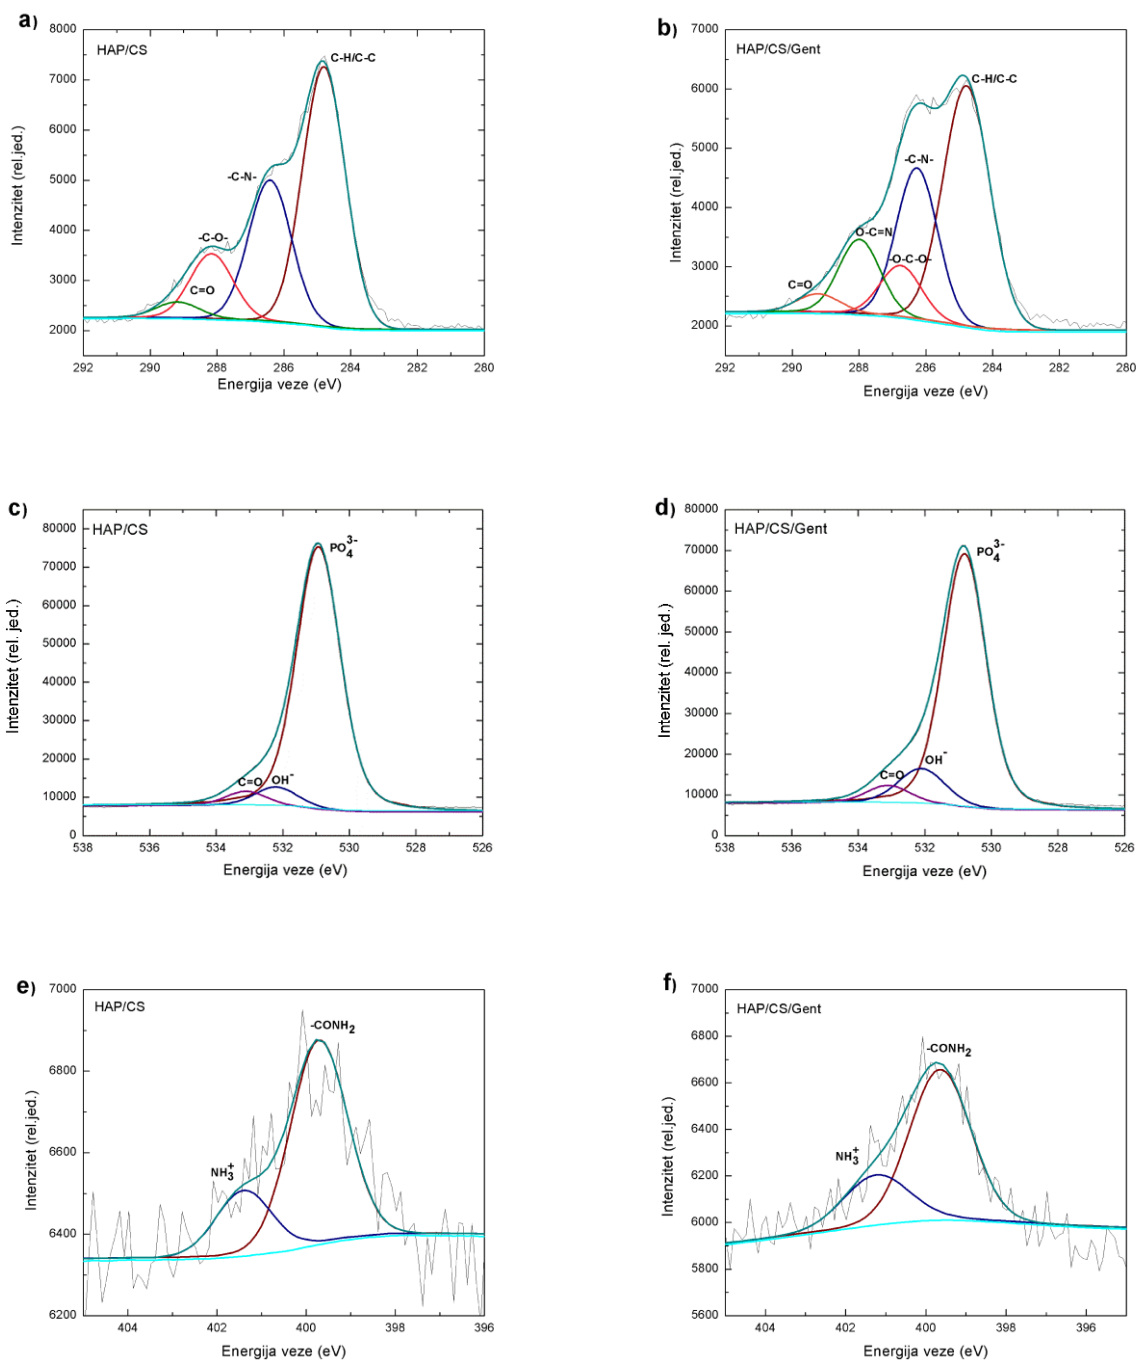 a)
HAP/CS
C-H/C-C
-C-N-
-C-O-
C=O
Intenzitet (rel.jed.)
8000
7000
6000
5000
4000
3000
2000
292 290 288 286 284 282 280
Energija veze (eV)
b)
HAP/CS/Gent
C-H/C-C
-C-N-
O-C=N
-O-C-O-
C=O
Intenzitet (rel.jed.)
7000
6000
5000
4000
3000
2000
292 290 288 286 284 282 280
Energija veze (eV)
c)
HAP/CS
PO₄³⁻
C=O
OH⁻
Intenzitet (rel. jed.)
80000
70000
60000
50000
40000
30000
20000
10000
0
538 536 534 532 530 528 526
Energija veze (eV)
d)
HAP/CS/Gent
PO₄³⁻
OH⁻
C=O
Intenzitet (rel. jed.)
80000
70000
60000
50000
40000
30000
20000
10000
0
538 536 534 532 530 528 526
Energija veze (eV)
e)
HAP/CS
-CONH₂
NH₃⁺
Intenzitet (rel.jed.)
7000
6800
6600
6400
6200
404 402 400 398 396
Energija veze (eV)
f)
HAP/CS/Gent
-CONH₂
NH₃⁺
Intenzitet (rel.jed.)
7000
6800
6600
6400
6200
6000
5800
5600
404 402 400 398 396
Energija veze (eV)